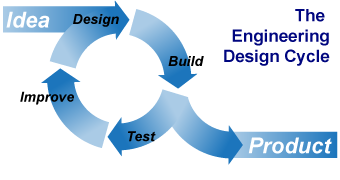 Idea
Design
The
Engineering
Design Cycle
Build
Improve
Test
Product